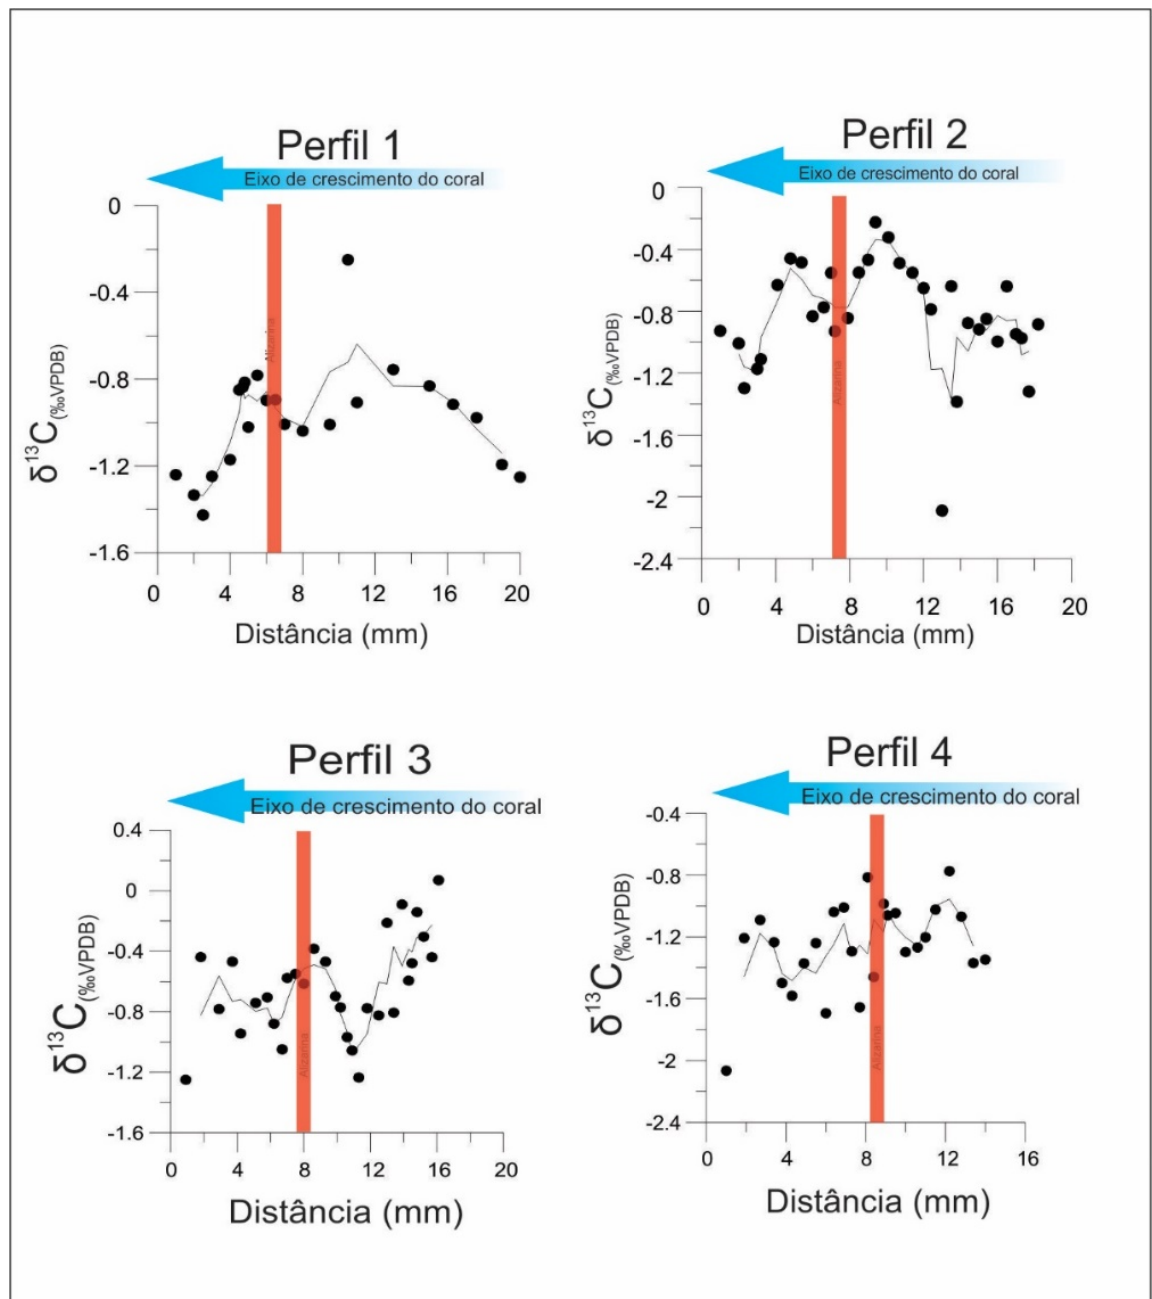 Perfil 1
Eixo de crescimento do coral
0
-0.4
-0.8
-1.2
-1.6
δ13C(‰VPDB)
Alizarina
0 4 8 12 16 20
Distância (mm)
Perfil 2
Eixo de crescimento do coral
0
-0.4
-0.8
-1.2
-1.6
-2
-2.4
δ13C(‰VPDB)
Alizarina
0 4 8 12 16 20
Distância (mm)
Perfil 3
Eixo de crescimento do coral
0.4
0
-0.4
-0.8
-1.2
-1.6
δ13C(‰VPDB)
Alizarina
0 4 8 12 16 20
Distância (mm)
Perfil 4
Eixo de crescimento do coral
-0.4
-0.8
-1.2
-1.6
-2
-2.4
δ13C(‰VPDB)
Alizarina
0 4 8 12 16
Distância (mm)